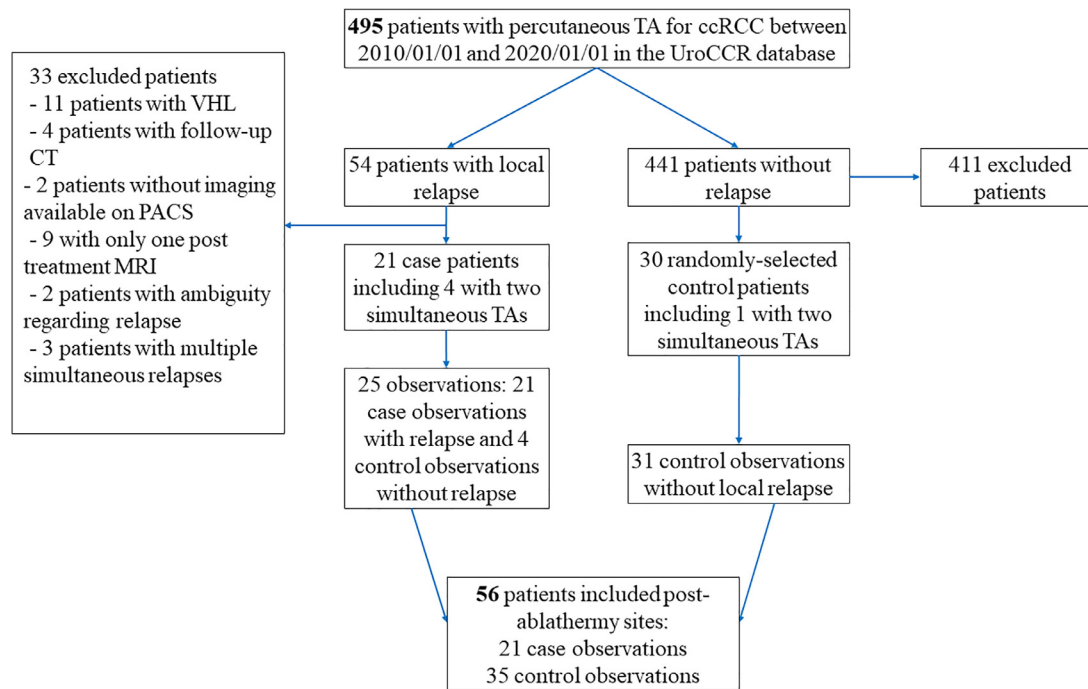 495 patients with percutaneous TA for ccRCC between
2010/01/01 and 2020/01/01 in the UroCCR database
33 excluded patients
- 11 patients with VHL
- 4 patients with follow-up
CT
- 2 patients without imaging
available on PACS
- 9 with only one post
treatment MRI
- 2 patients with ambiguity
regarding relapse
- 3 patients with multiple
simultaneous relapses
54 patients with local
relapse
441 patients without
relapse
411 excluded
patients
21 case patients
including 4 with two
simultaneous TAs
30 randomly-selected
control patients
including 1 with two
simultaneous TAs
25 observations: 21
case observations
with relapse and 4
control observations
without relapse
31 control observations
without local relapse
56 patients included post-
ablathermy sites:
21 case observations
35 control observations